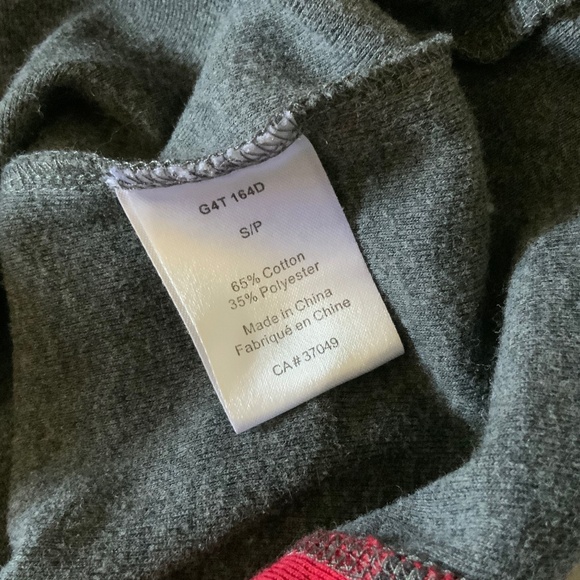 G4T 164D
S/P
65% Cotton
35% Polyester
Made in China
Fabriqué en Chine
CA# 37049